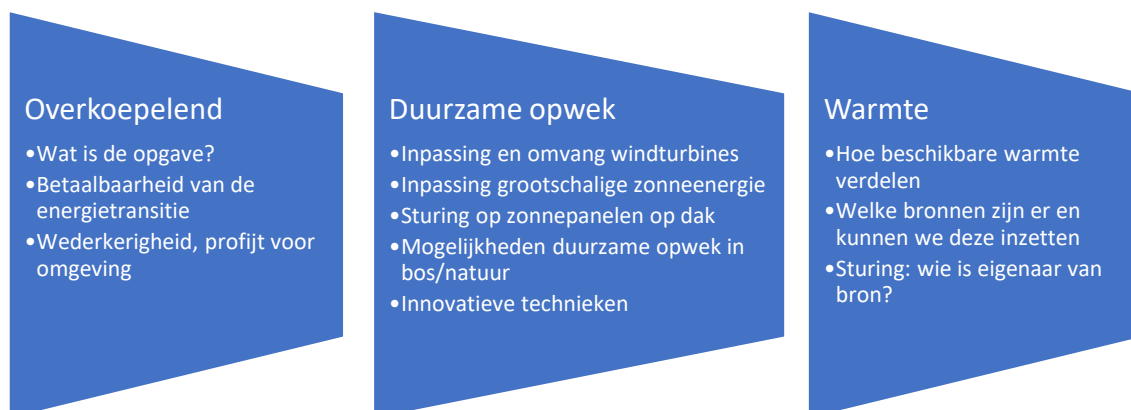 Overkoepelend
•Wat is de opgave?
•Betaalbaarheid van de
energietransitie
•Wederkerigheid, profijt voor
omgeving
Duurzame opwek
•Inpassing en omvang windturbines
•Inpassing grootschalige zonneenergie
•Sturing op zonnepanelen op dak
•Mogelijkheden duurzame opwek in
bos/natuur
•Innovatieve technieken
Warmte
•Hoe beschikbare warmte
verdelen
•Welke bronnen zijn er en
kunnen we deze inzetten
•Sturing: wie is eigenaar van
bron?